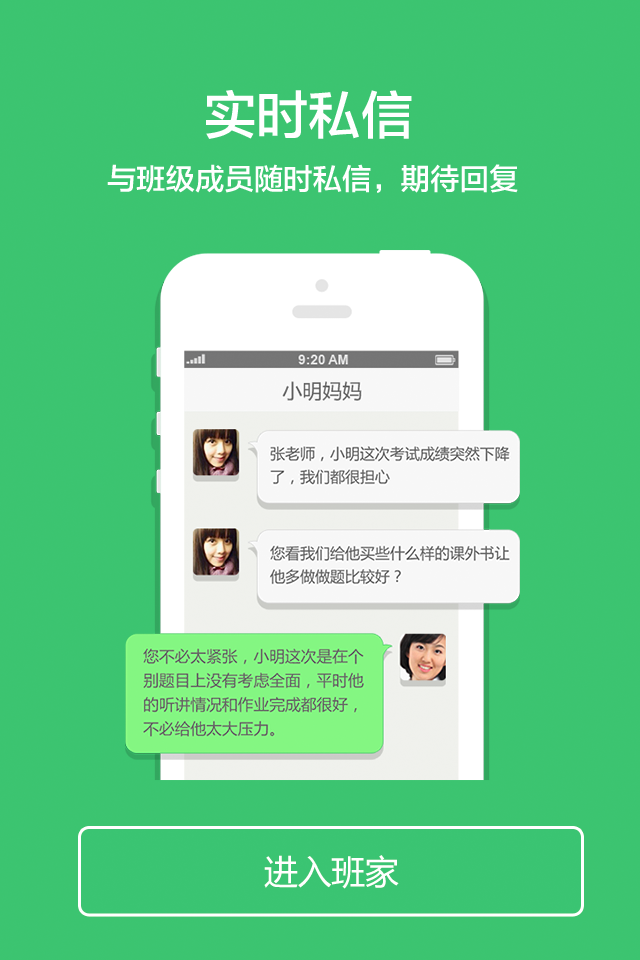 实时私信
与班级成员随时私信，期待回复
9:20 AM
小明妈妈
张老师，小明这次考试成绩突然下降
了，我们都很担心
您看我们给他买些什么样的课外书让
他多做做题比较好？
您不必太紧张，小明这次是在个
别题目上没有考虑全面，平时他
的听讲情况和作业完成都很好，
不必给他太大压力。
进入班家